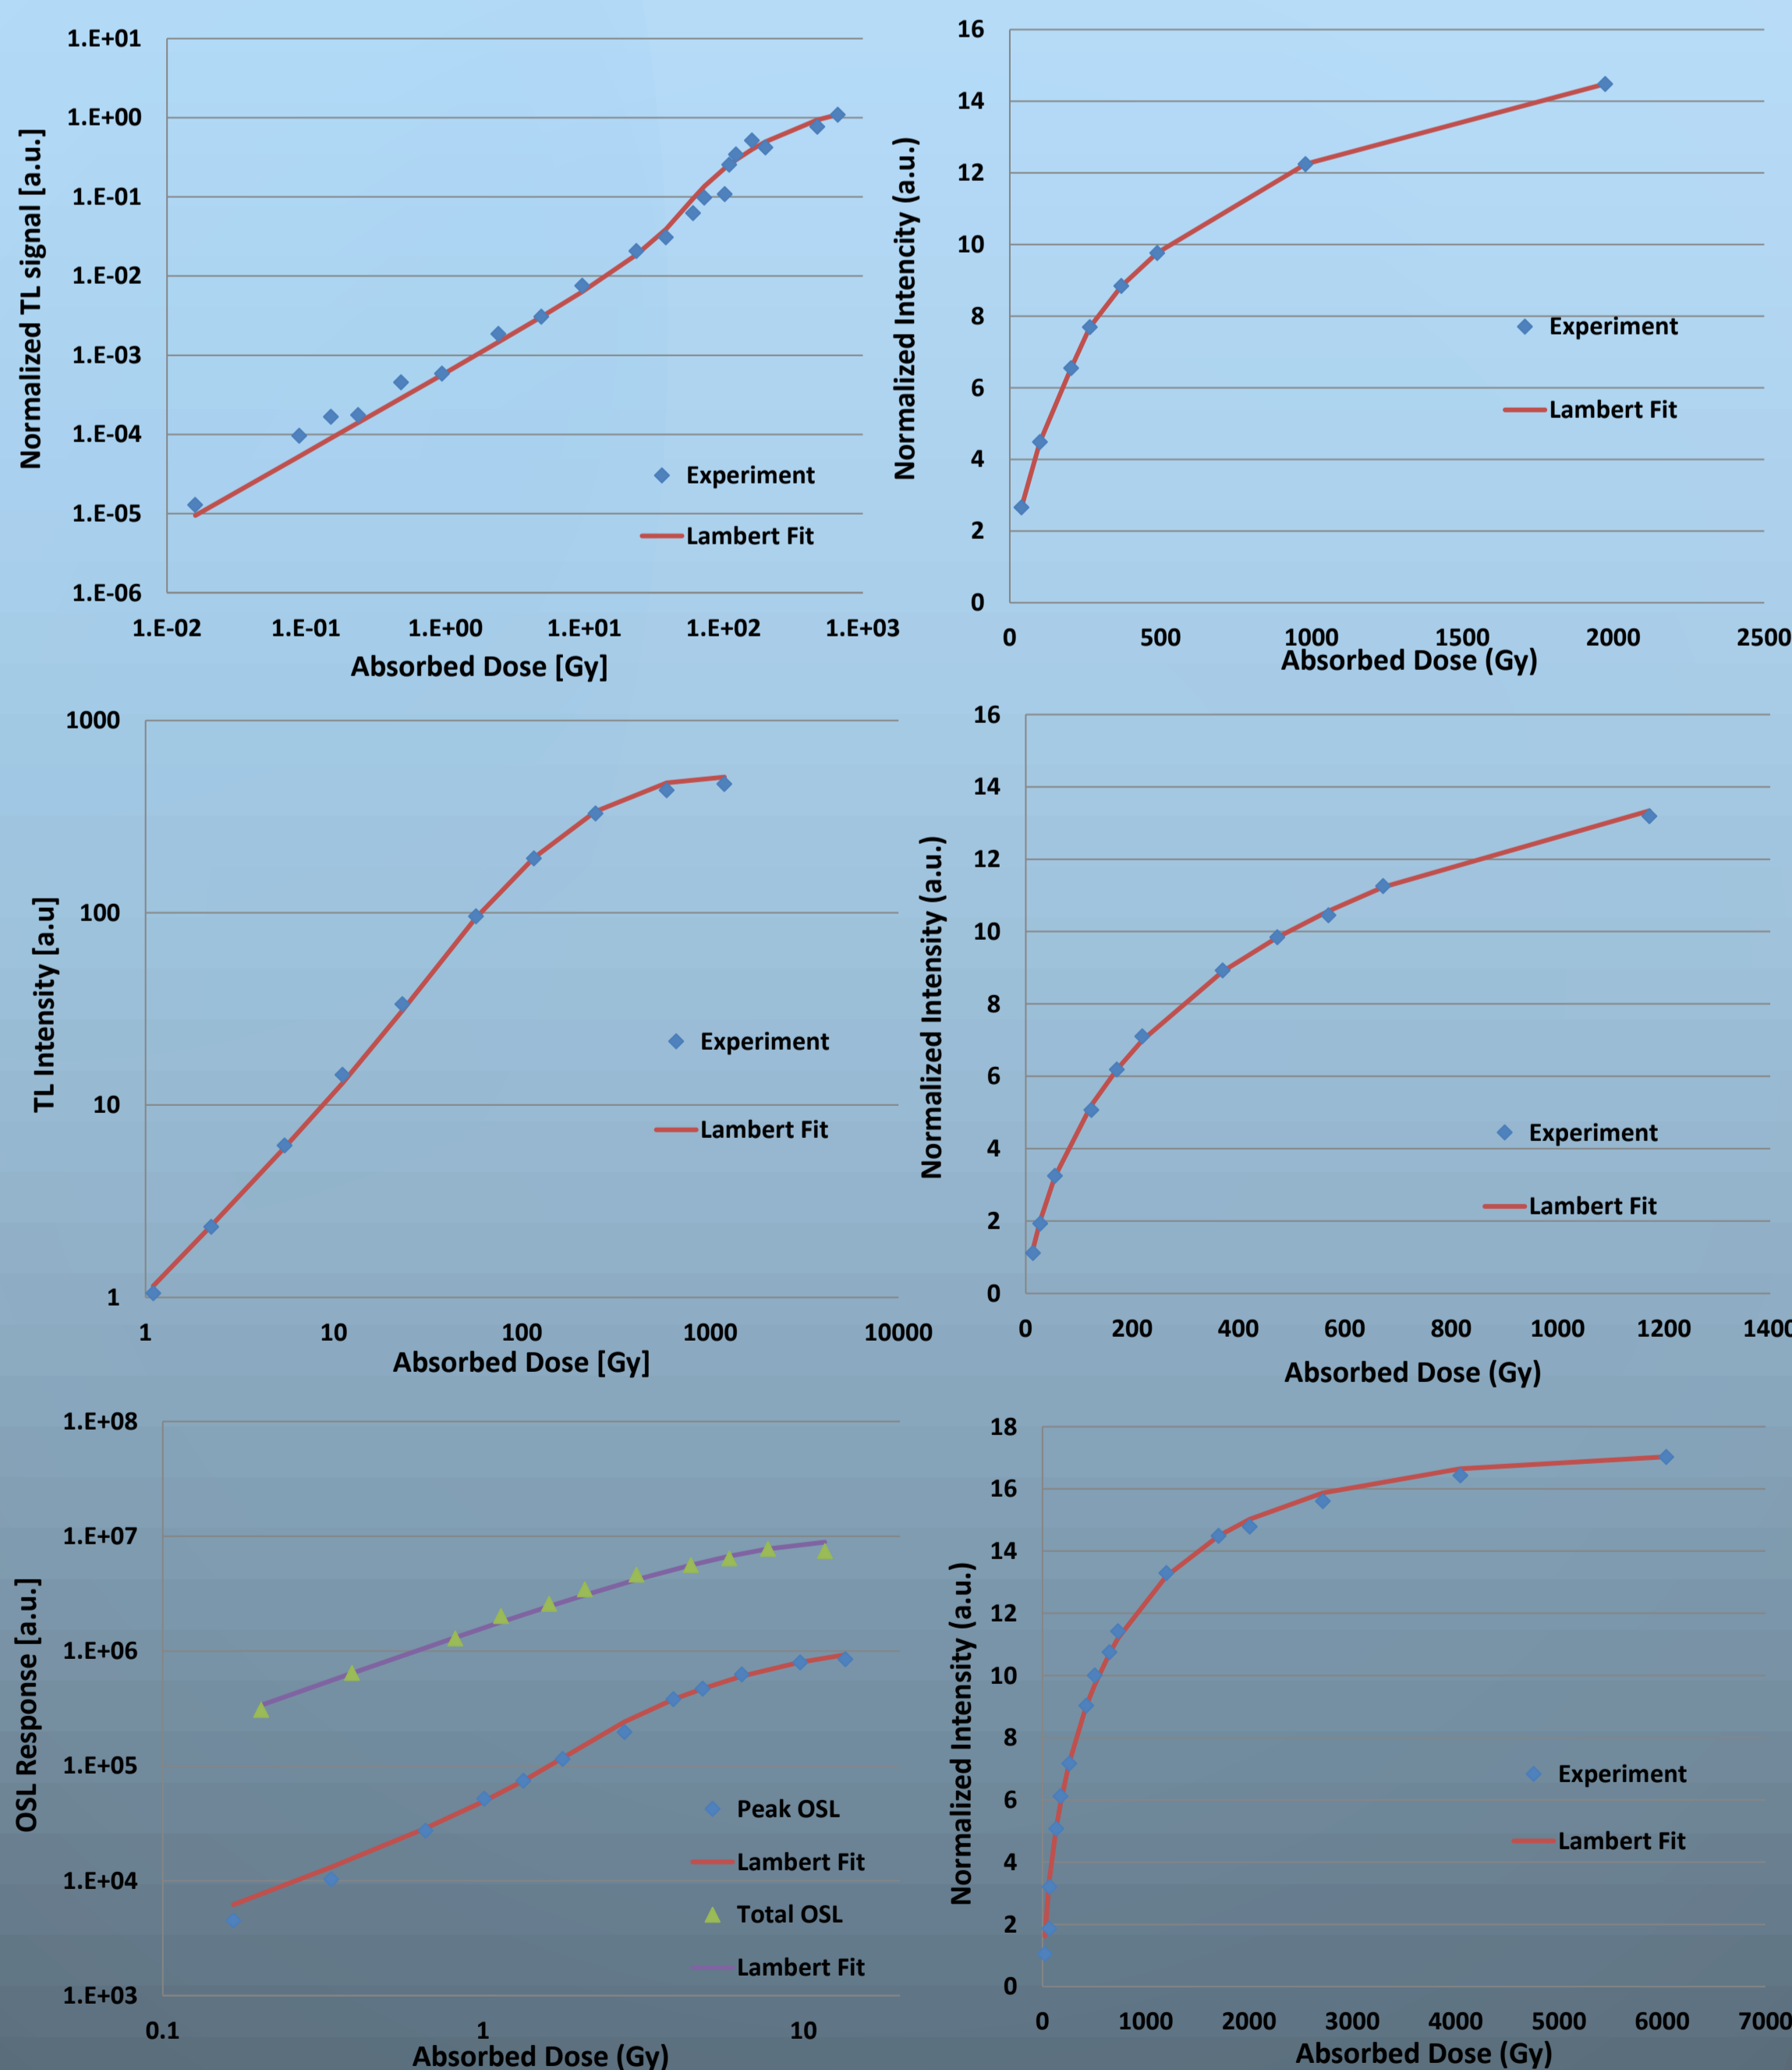 1.E+01
1.E+00
1.E-01
1.E-02
1.E-03
1.E-04
1.E-05
1.E-06
Normalized TL signal [a.u.]
Experiment
Lambert Fit
1.E-02 1.E-01 1.E+00 1.E+01 1.E+02 1.E+03
Absorbed Dose [Gy]
16
14
12
10
8
6
4
2
0
Normalized Intencity (a.u.)
Experiment
Lambert Fit
0 500 1000 1500 2000 2500
Absorbed Dose (Gy)
1000
100
10
1
TL Intensity [a.u]
Experiment
Lambert Fit
1 10 100 1000 10000
Absorbed Dose [Gy]
16
14
12
10
8
6
4
2
0
Normalized Intensity (a.u.)
Experiment
Lambert Fit
0 200 400 600 800 1000 1200 1400
Absorbed Dose (Gy)
1.E+08
1.E+07
1.E+06
1.E+05
1.E+04
1.E+03
OSL Response [a.u.]
Peak OSL
Lambert Fit
Total OSL
Lambert Fit
0.1 1 10
Absorbed Dose (Gy)
18
16
14
12
10
8
6
4
2
0
Normalized Intensity (a.u.)
Experiment
Lambert Fit
0 1000 2000 3000 4000 5000 6000 7000
Absorbed Dose (Gy)